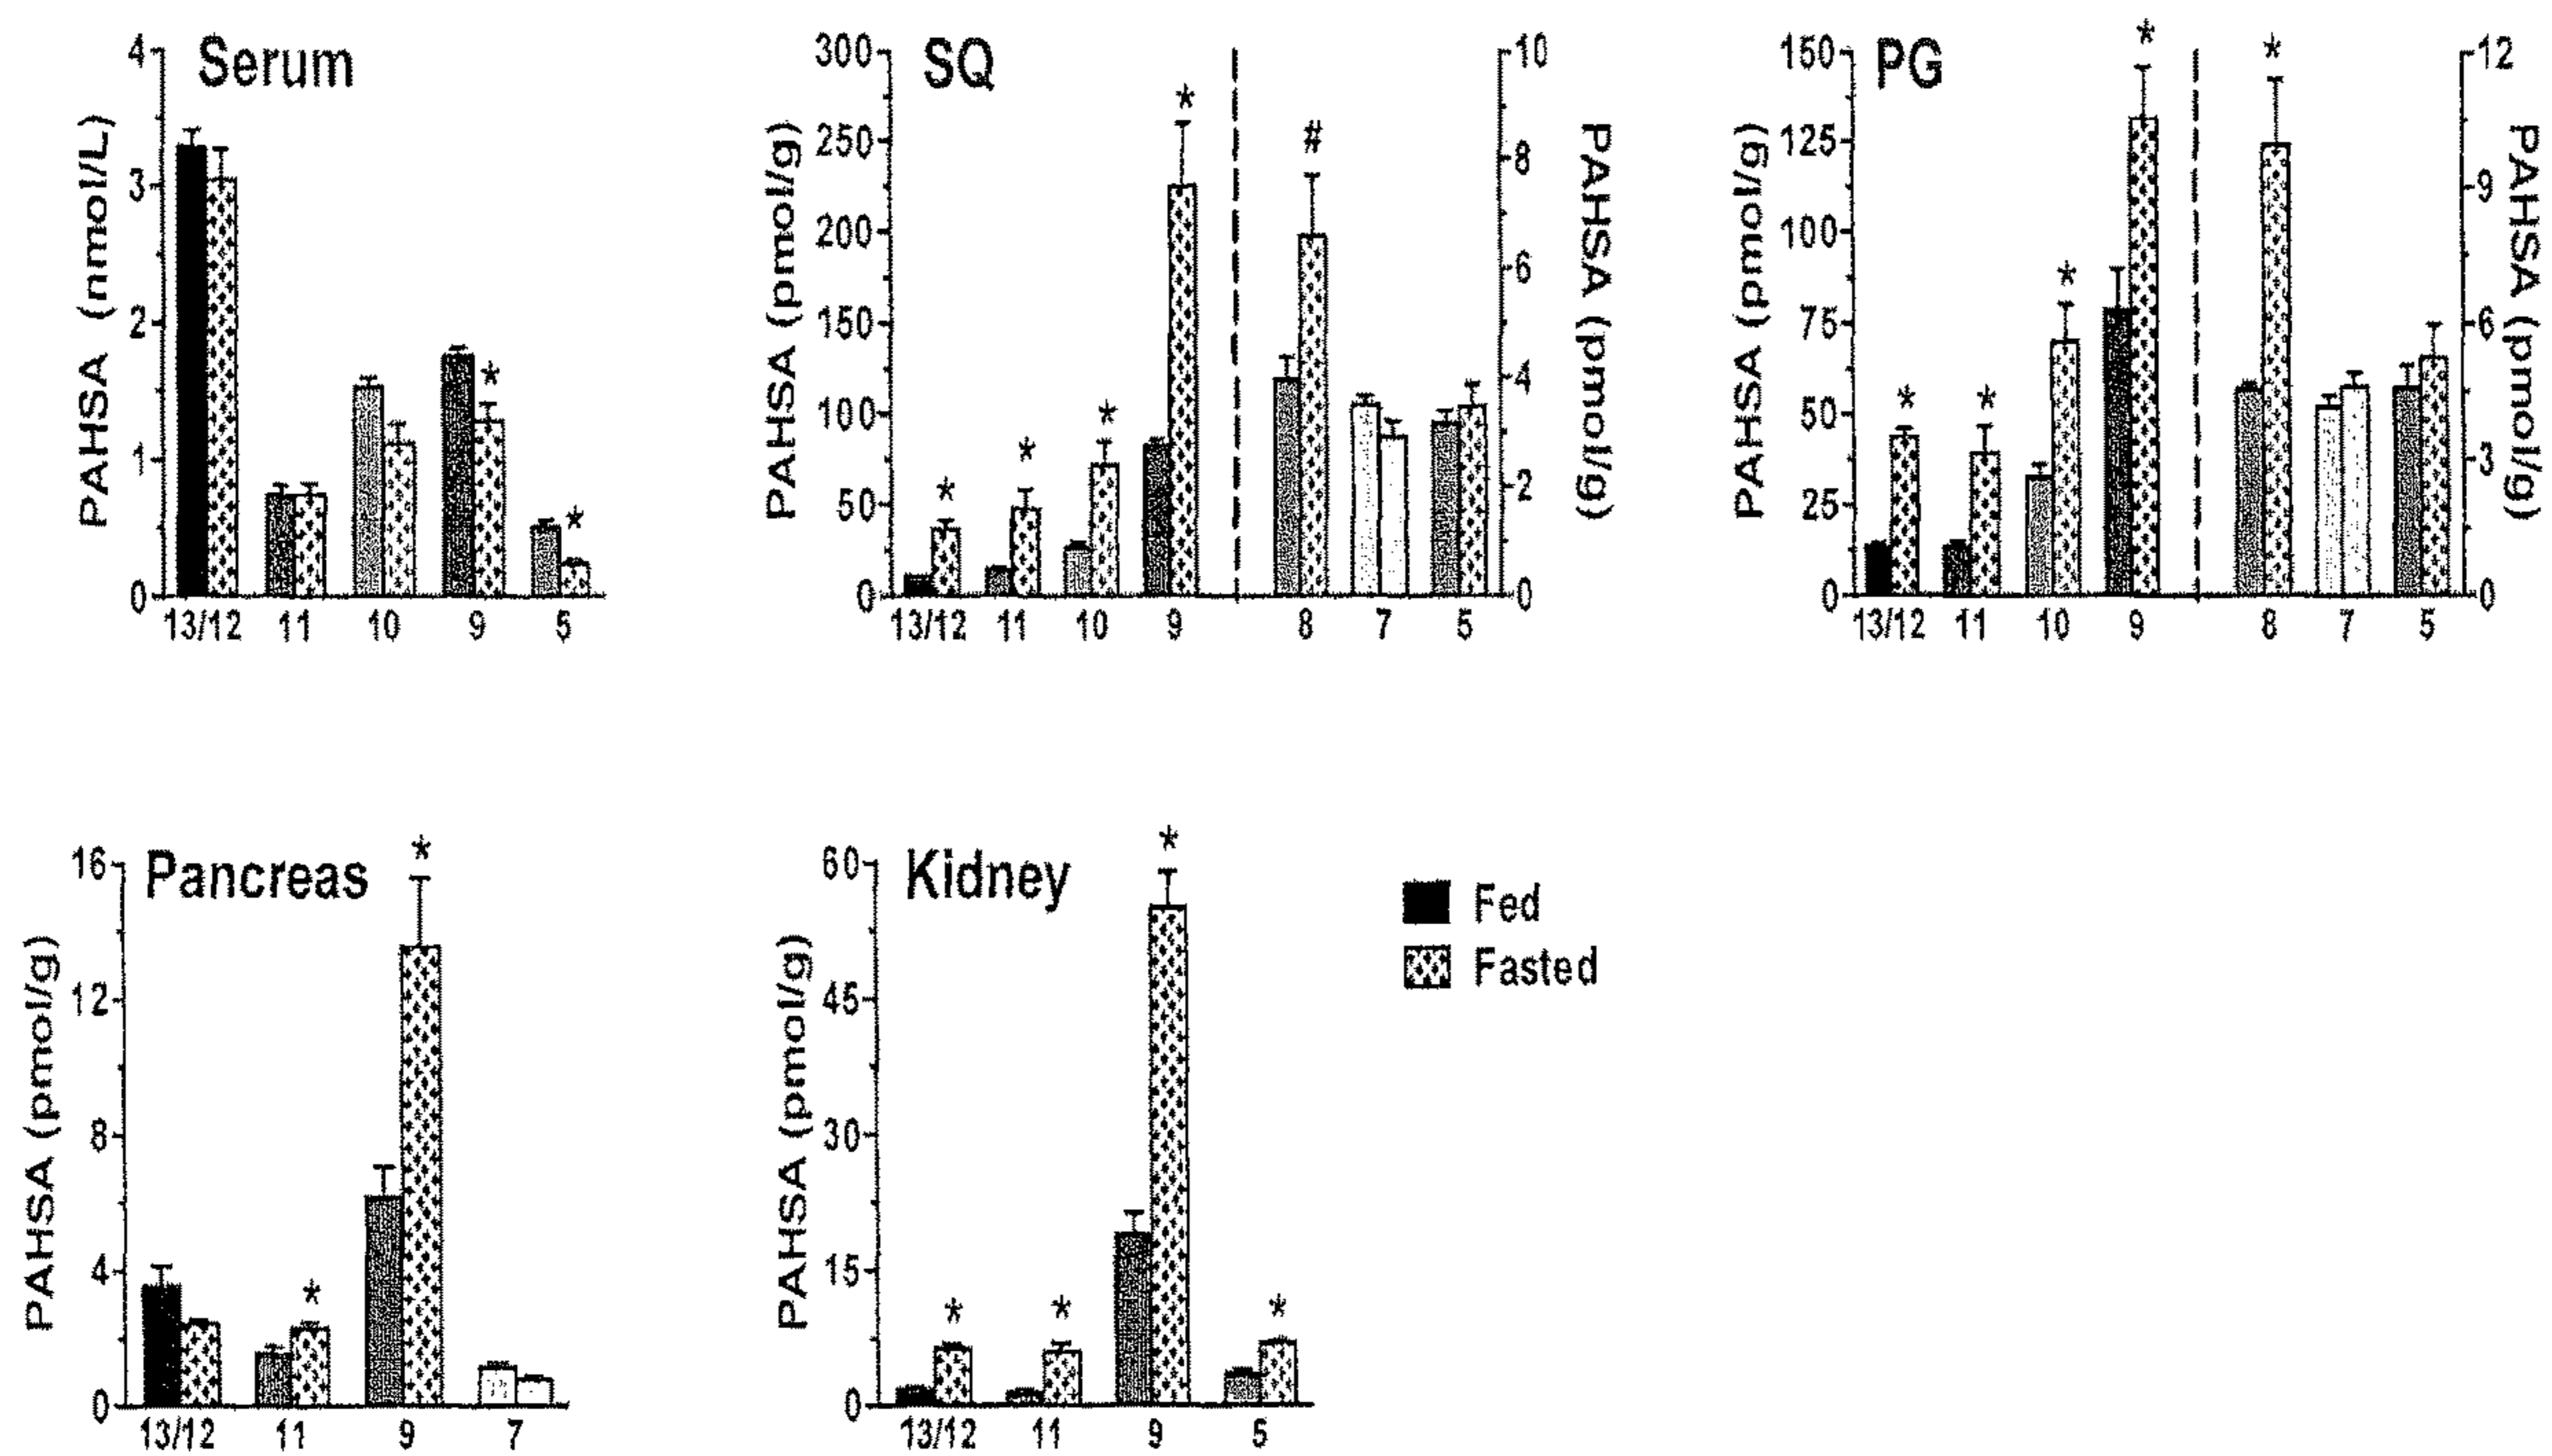 Serum
PAHSA (nmol/L)
4
3
2
1
0
13/12 11 10 9 5
* *
SQ
PAHSA (pmol/g)
300
250
200
150
100
50
0
* * * * #
13/12 11 10 9 8 7 5
10
8
6
4
2
0
PAHSA (pmol/g)
PG
PAHSA (pmol/g)
150
125
100
75
50
25
0
* * * * *
13/12 11 10 9 8 7 5
12
9
6
3
0
PAHSA (pmol/g)
Pancreas
PAHSA (pmol/g)
16
12
8
4
0
* *
13/12 11 9 7
Kidney
PAHSA (pmol/g)
60
45
30
15
0
* * * *
13/12 11 9 5
Fed
Fasted